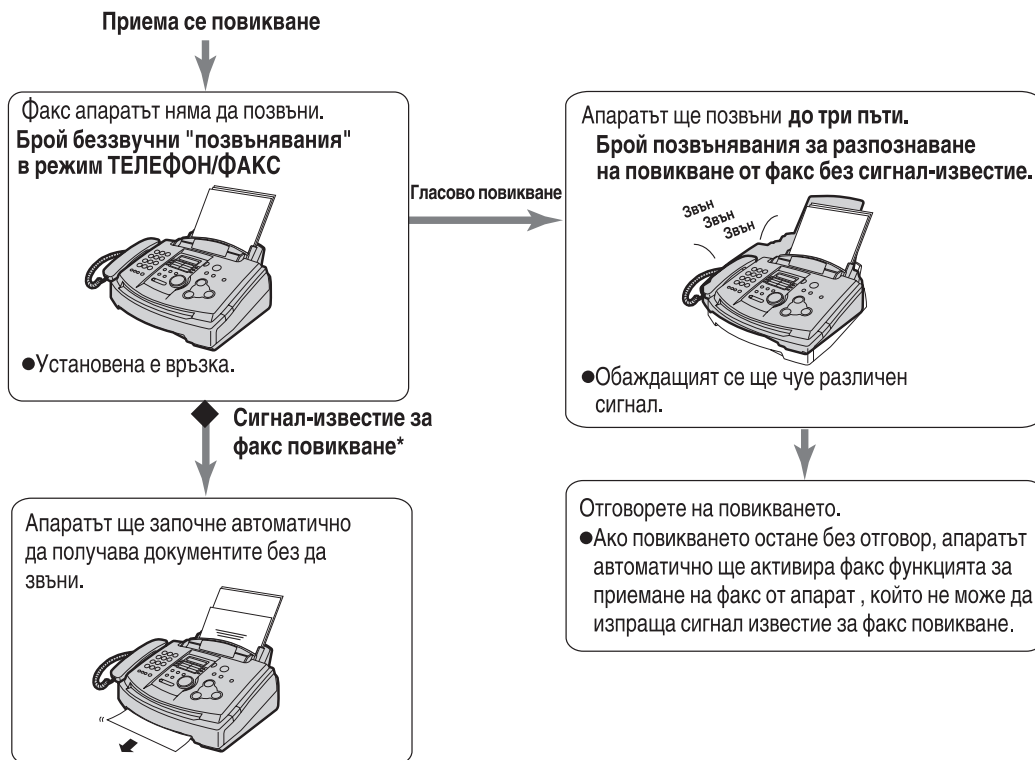 Приема се повикване
Факс апаратът няма да позвъни.
Брой беззвучни "позвънявания"
в режим ТЕЛЕФОН/ФАКС
●Установена е връзка.
Гласово повикване
Апаратът ще позвъни до три пъти.
Брой позвънявания за разпознаване
на повикване от факс без сигнал-известие.
Звън
Звън
Звън
●Обаждащият се ще чуе различен
сигнал.
Сигнал-известие за
факс повикване*
Апаратът ще започне автоматично
да получава документите без да
звъни.
Отговорете на повикването.
●Ако повикването остане без отговор, апаратът
автоматично ще активира факс функцията за
приемане на факс от апарат , който не може да
изпраща сигнал известие за факс повикване.